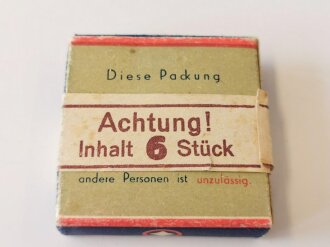 Diese Packung
Achtung!
Inhalt 6 Stück
andere Personen ist unzulässig.